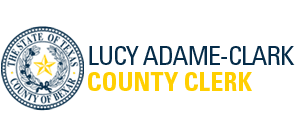 THE STATE OF TEXAS
COUNTY OF BEXAR
LUCY ADAME-CLARK
COUNTY CLERK